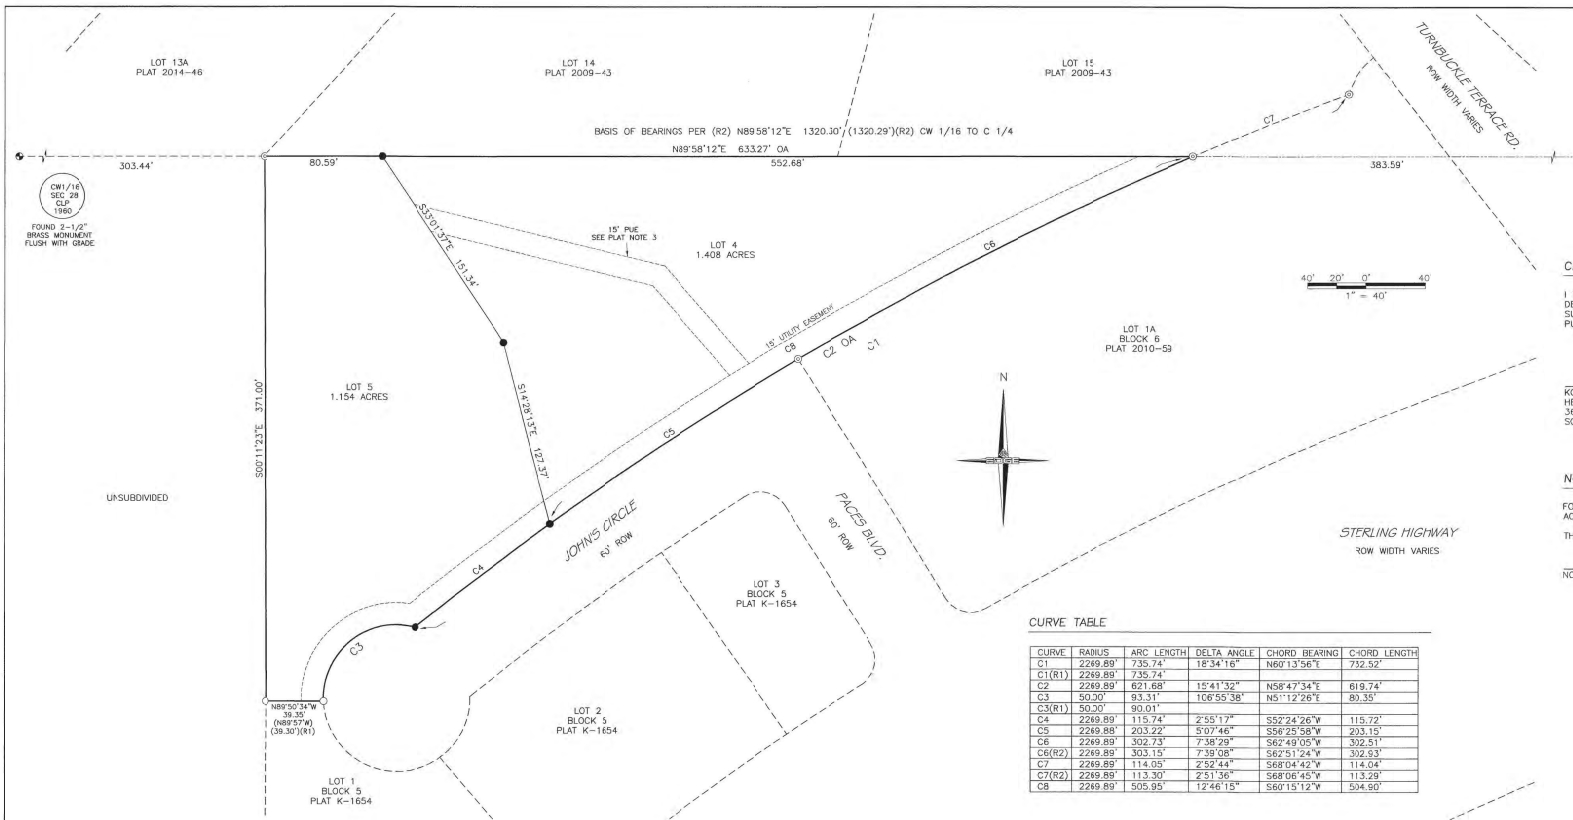 LOT 13A
PLAT 2014-46
LOT 14
PLAT 2009-43
LOT 15
PLAT 2009-43
TURNBUCKLE TERRACE RD.
ROW WIDTH VARIES
BASIS OF BEARINGS PER (R2) N89°58'12"E 1320.30' (1320.29')(R2) CW 1/16 TO C 1/4
N89°58'12"E 633.27' OA
C7
303.44'
80.59'
552.68'
383.59'
CW1/16
SEC 28
CLP
1960
FOUND 2-1/2"
BRASS MONUMENT
FLUSH WITH GRADE
S33°01'37"E 151.34'
15' PUE
SEE PLAT NOTE 3
LOT 4
1.408 ACRES
C6
40' 20' 0' 40
1" = 40'
15' UTILITY EASEMENT
C8
C2 OA
C1
LOT 1A
BLOCK 6
PLAT 2010-59
S00°11'23"E 371.00'
LOT 5
1.154 ACRES
S14°28'13"E 127.37'
C5
N
UNSUBDIVIDED
JOHN'S CIRCLE
60' ROW
PACES BLVD.
60' ROW
STERLING HIGHWAY
ROW WIDTH VARIES
C4
LOT 3
BLOCK 5
PLAT K-1654
C3
N89°50'34"W
39.35'
(N89°57'W)
(39.30')(R1)
LOT 2
BLOCK 5
PLAT K-1654
LOT 1
BLOCK 5
PLAT K-1654
CURVE TABLE
CURVE RADIUS ARC LENGTH DELTA ANGLE CHORD BEARING CHORD LENGTH
C1 2269.89' 735.74' 18°34'16" N60°13'56"E 732.52'
C1(R1) 2269.89' 735.74'
C2 2269.89' 621.68' 15°41'32" N58°47'34"E 619.74'
C3 50.00' 93.31' 106°55'38" N51°12'26"E 80.35'
C3(R1) 50.00' 90.01'
C4 2269.89' 115.74' 2°55'17" S52°24'26"W 115.72'
C5 2269.88' 203.22' 5°07'46" S56°25'58"W 203.15'
C6 2269.89' 302.73' 7°38'29" S62°49'05"W 302.51'
C6(R2) 2269.89' 303.15' 7°39'08" S62°51'24"W 302.93'
C7 2269.89' 114.05' 2°52'44" S68°04'42"W 114.04'
C7(R2) 2269.89' 113.30' 2°51'36" S68°06'45"W 113.29'
C8 2269.89' 505.95' 12°46'15" S60°15'12"W 504.90'